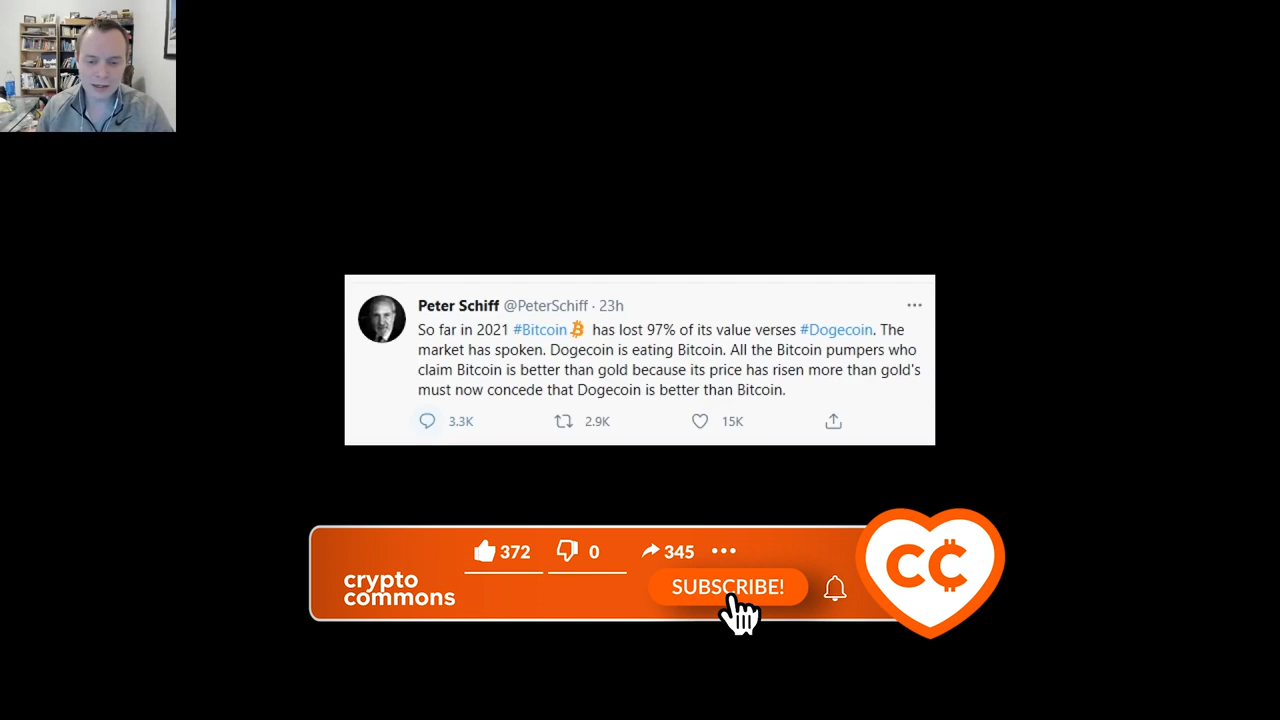 Peter Schiff @PeterSchiff · 23h
So far in 2021 #Bitcoin has lost 97% of its value verses #Dogecoin. The
market has spoken. Dogecoin is eating Bitcoin. All the Bitcoin pumpers who
claim Bitcoin is better than gold because its price has risen more than gold's
must now concede that Dogecoin is better than Bitcoin.
3.3K 2.9K 15K
372 0 345
SUBSCRIBE!
crypto
commons
CC